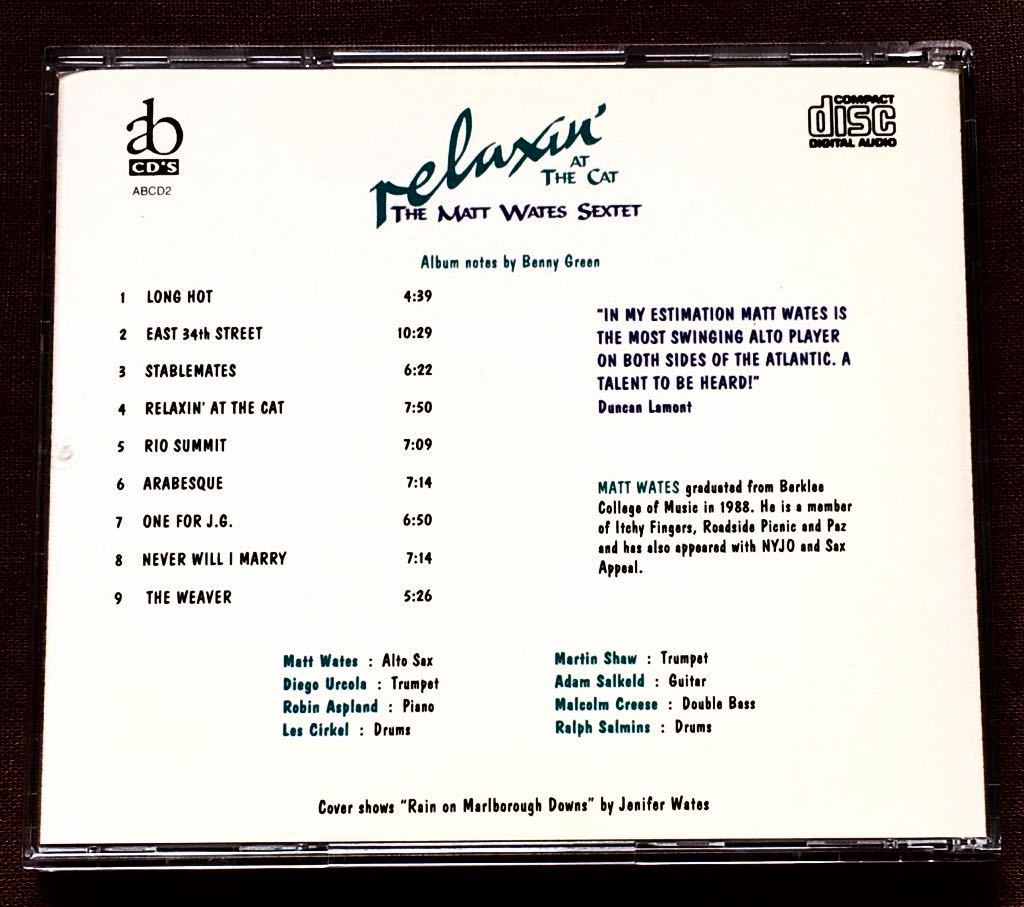 ab
CD'S
ABCD2
relaxin'
AT
THE CAT
THE MATT WATES SEXTET
COMPACT
disc
DIGITAL AUDIO
Album notes by Benny Green
1 LONG HOT 4:39
2 EAST 34th STREET 10:29
3 STABLEMATES 6:22
4 RELAXIN' AT THE CAT 7:50
5 RIO SUMMIT 7:09
6 ARABESQUE 7:14
7 ONE FOR J.G. 6:50
8 NEVER WILL I MARRY 7:14
9 THE WEAVER 5:26
"IN MY ESTIMATION MATT WATES IS
THE MOST SWINGING ALTO PLAYER
ON BOTH SIDES OF THE ATLANTIC. A
TALENT TO BE HEARD!"
Duncan Lamont
MATT WATES graduated from Berklee
College of Music in 1988. He is a member
of Itchy Fingers, Roadside Picnic and Paz
and has also appeared with NYJO and Sax
Appeal.
Matt Wates : Alto Sax
Diego Urcola : Trumpet
Robin Aspland : Piano
Les Cirkel : Drums
Martin Shaw : Trumpet
Adam Salkeld : Guitar
Malcolm Creese : Double Bass
Ralph Salmins : Drums
Cover shows "Rain on Marlborough Downs" by Jenifer Wates